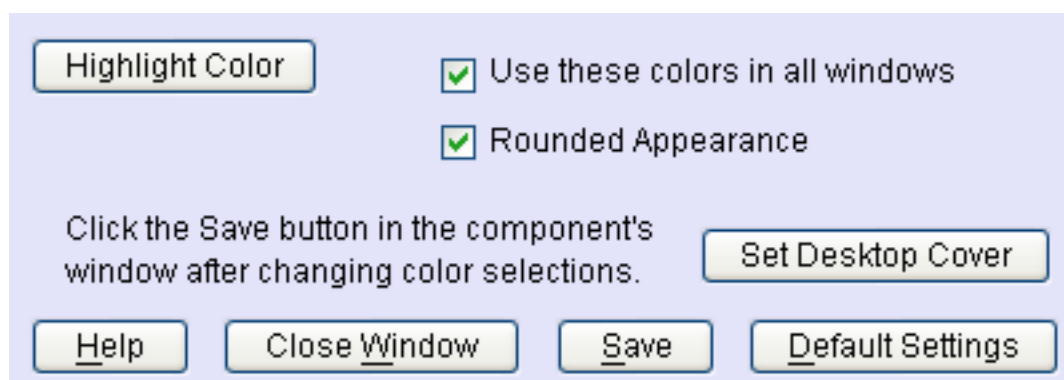 Highlight Color
Use these colors in all windows
Rounded Appearance
Click the Save button in the component's
window after changing color selections.
Set Desktop Cover
Help
Close Window
Save
Default Settings